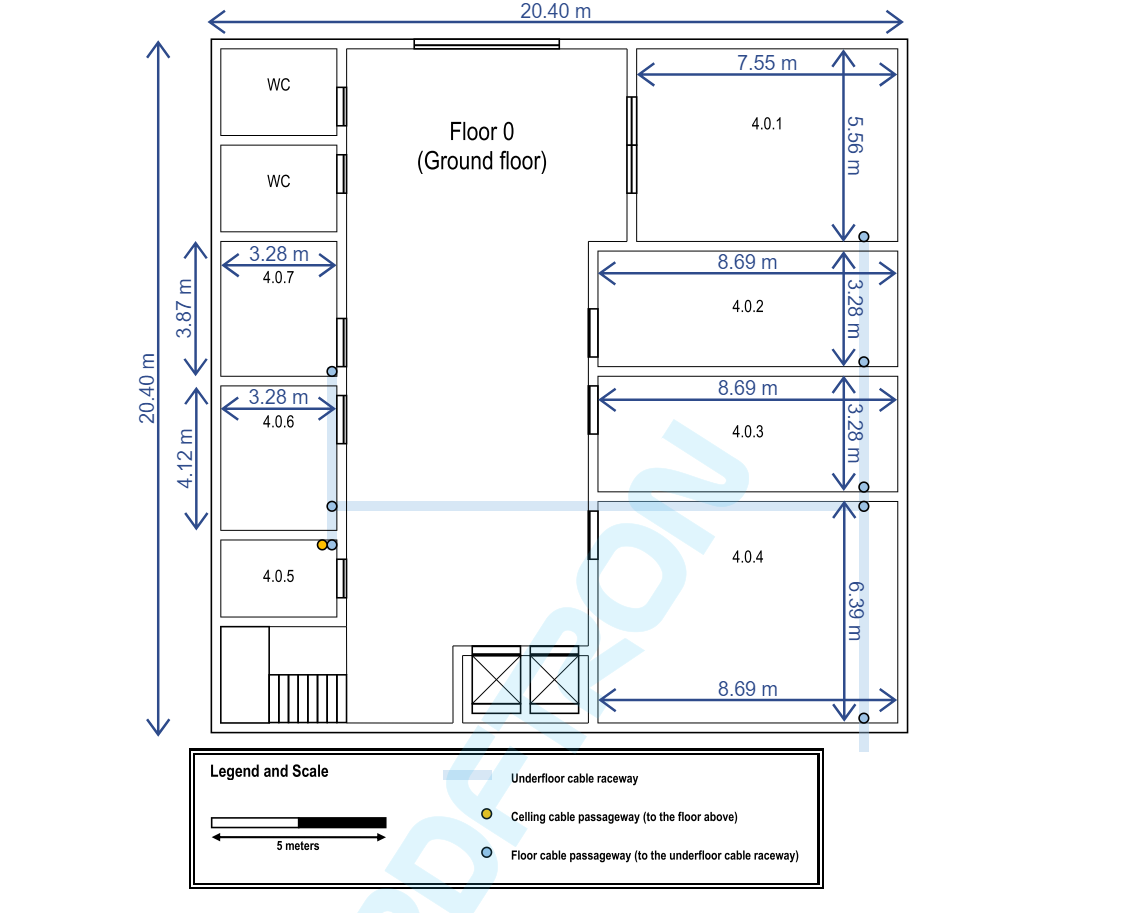 20.40 m
WC
Floor 0
(Ground floor)
7.55 m
4.0.1
5.56 m
WC
3.28 m
4.0.7
3.87 m
8.69 m
4.0.2
3.28 m
20.40 m
3.28 m
4.0.6
4.12 m
8.69 m
4.0.3
3.28 m
4.0.5
4.0.4
6.39 m
8.69 m
PDFTRON
Legend and Scale
5 meters
Underfloor cable raceway
Celling cable passageway (to the floor above)
Floor cable passageway (to the underfloor cable raceway)